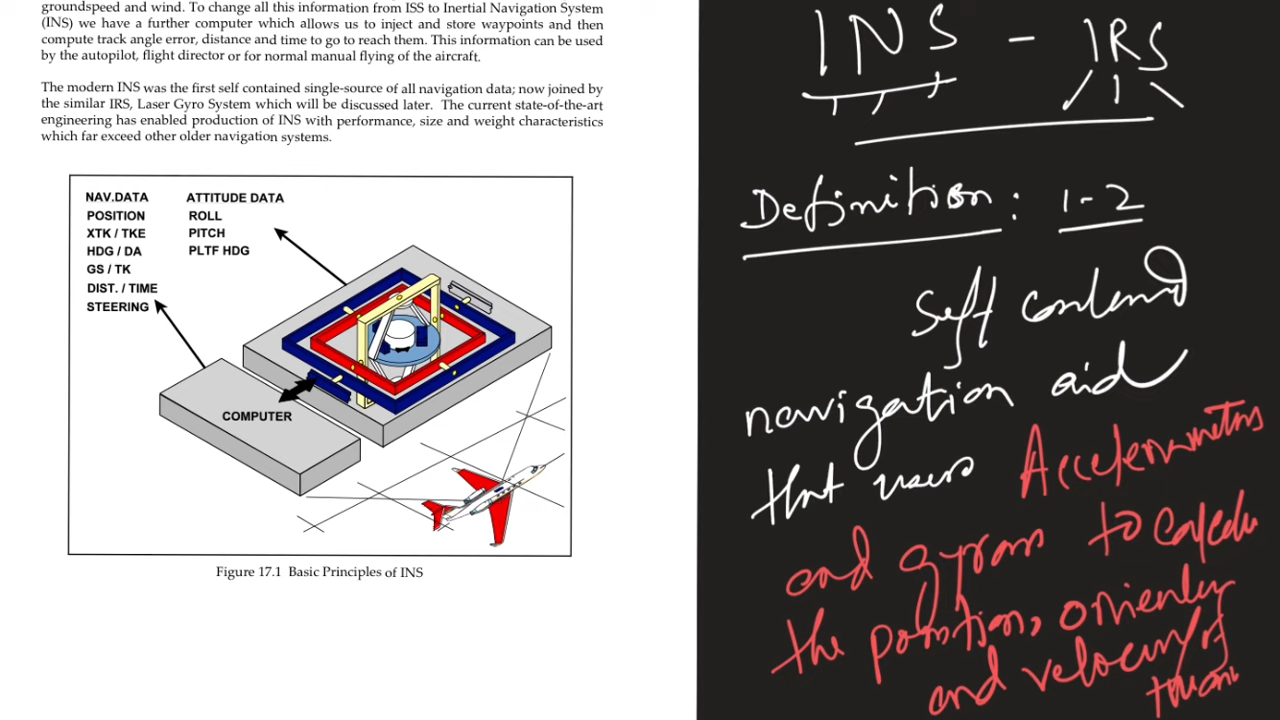 groundspeed and wind. To change all this information from ISS to Inertial Navigation System
(INS) we have a further computer which allows us to inject and store waypoints and then
compute track angle error, distance and time to go to reach them. This information can be used
by the autopilot, flight director or for normal manual flying of the aircraft.
The modern INS was the first self contained single-source of all navigation data; now joined by
the similar IRS, Laser Gyro System which will be discussed later. The current state-of-the-art
engineering has enabled production of INS with performance, size and weight characteristics
which far exceed other older navigation systems.
NAV.DATA ATTITUDE DATA
POSITION ROLL
XTK / TKE PITCH
HDG / DA PLTF HDG
GS / TK
DIST. / TIME
STEERING
COMPUTER
Figure 17.1 Basic Principles of INS
INS - IRS
Definition: 1-2
Self contained
navigation aid
that uses Accelerometers
and gyros to
the position,
and velocity of